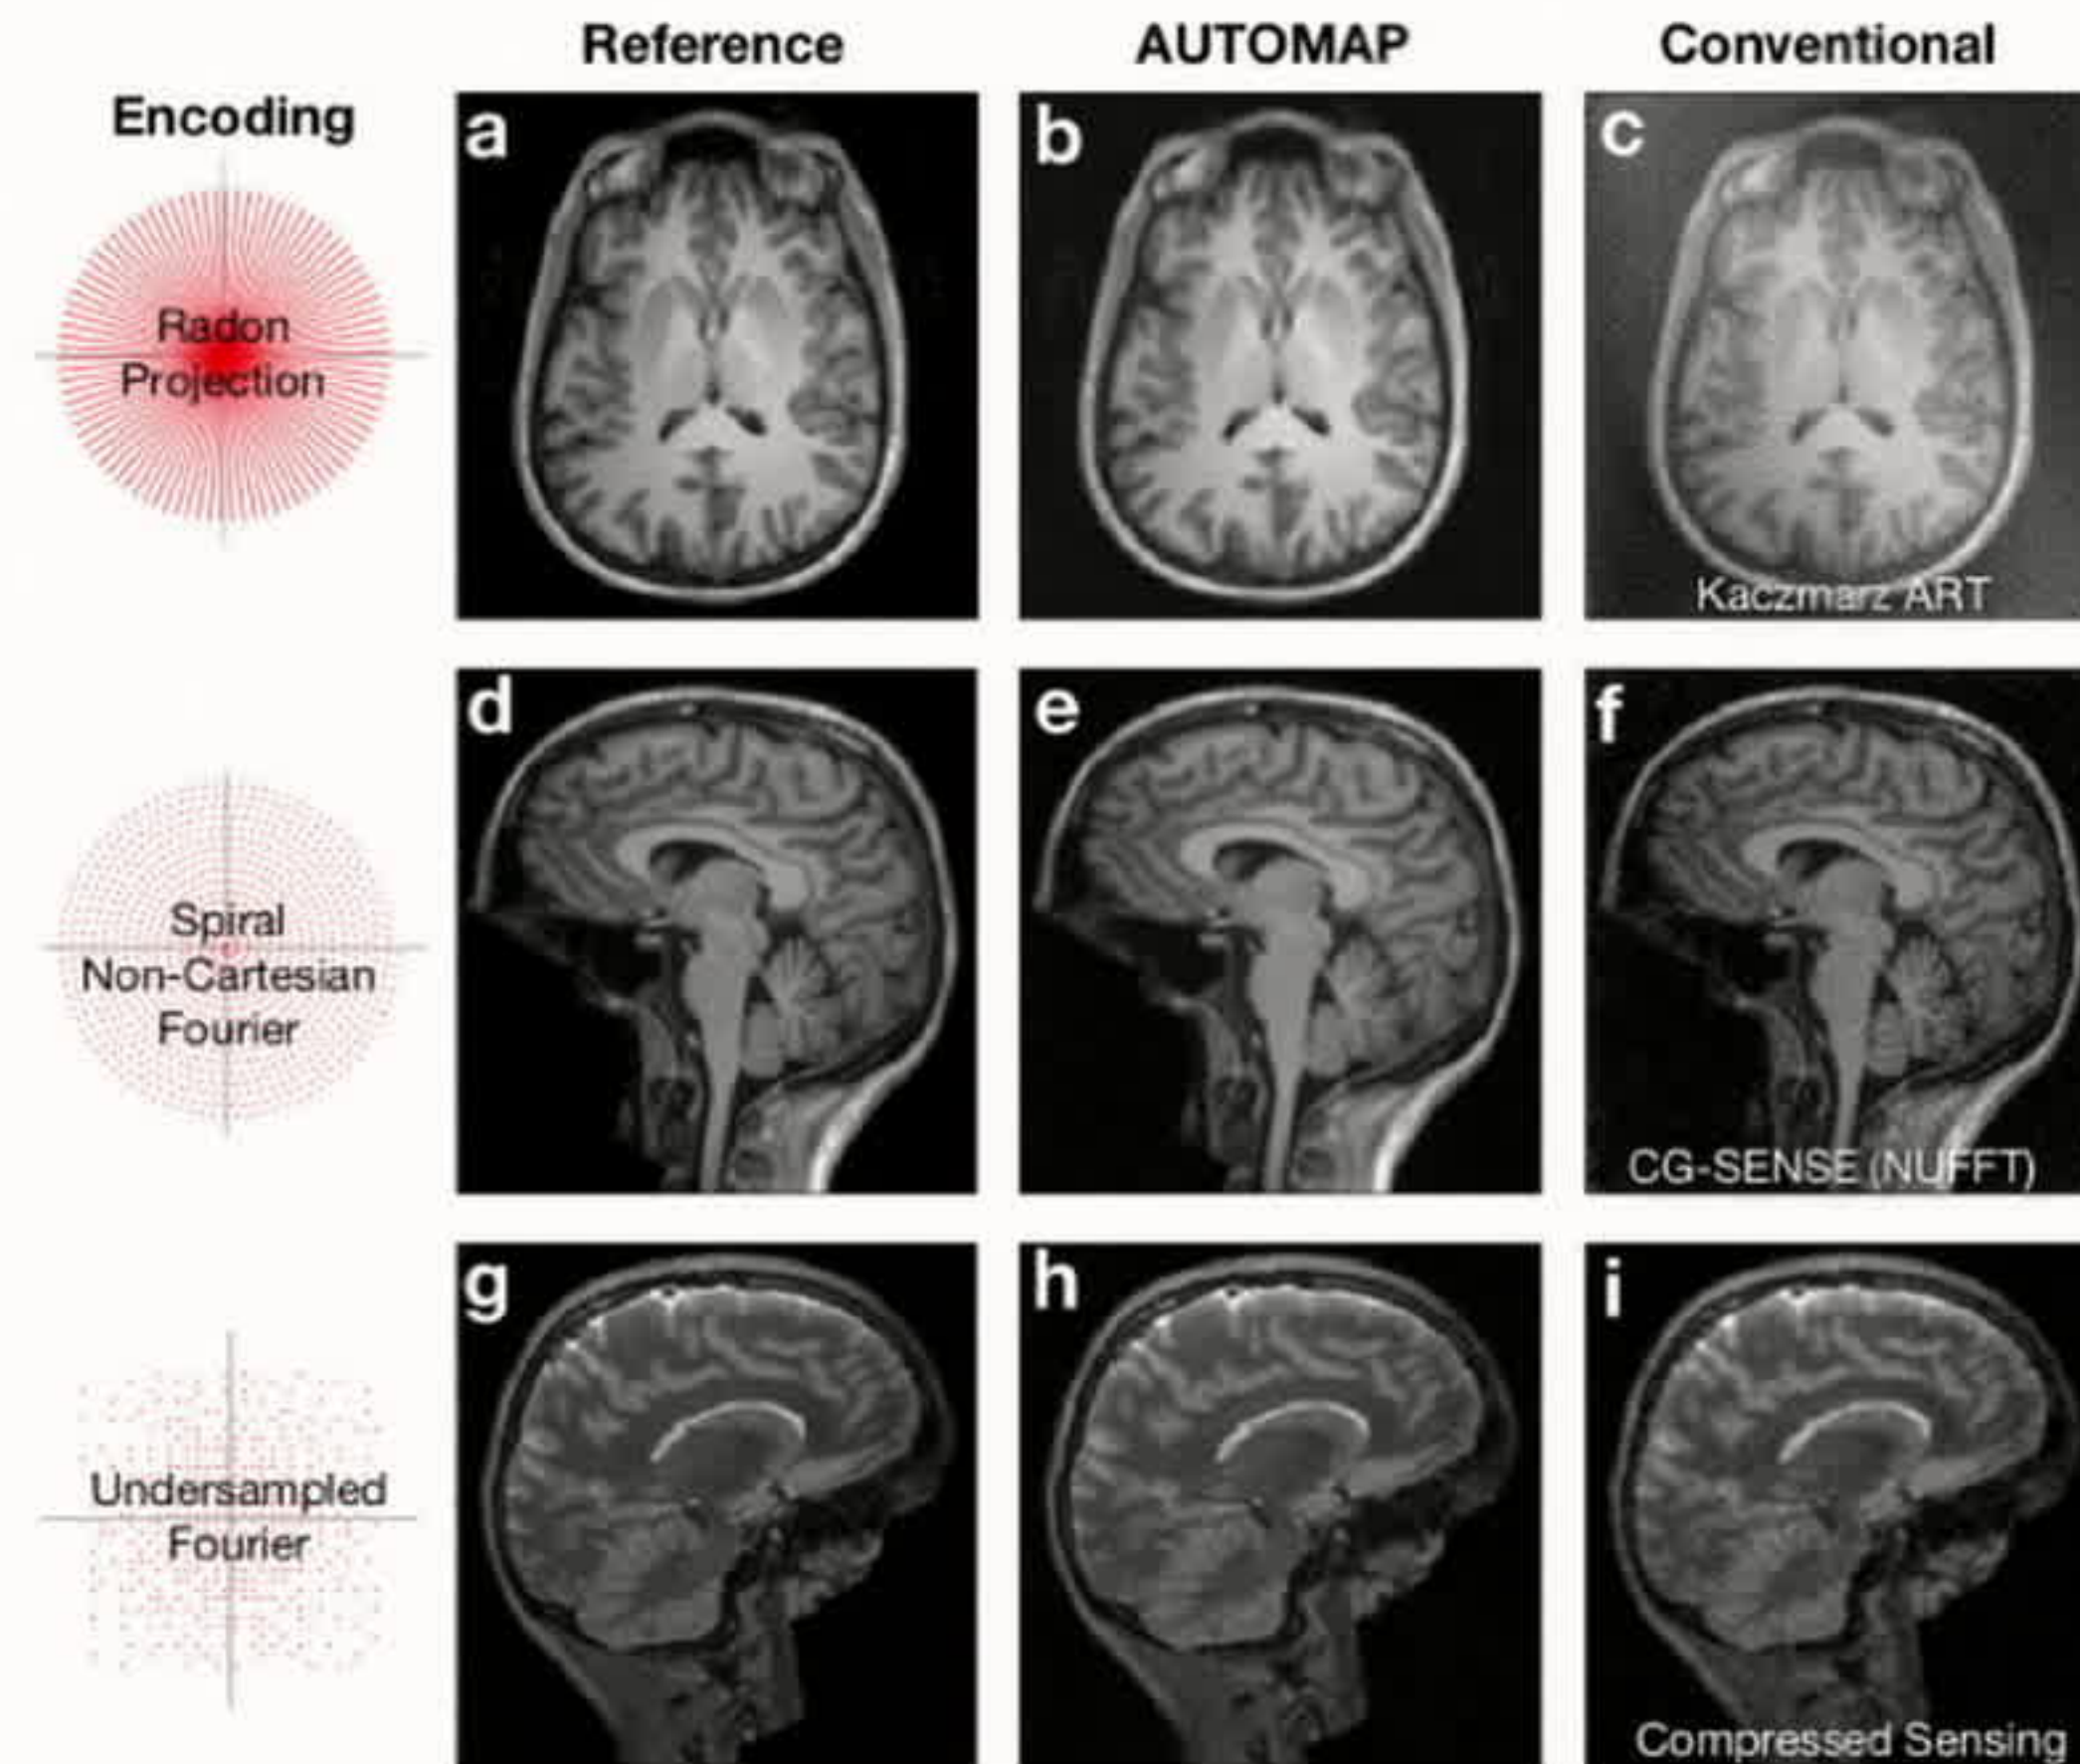 Reference
AUTOMAP
Conventional
Encoding
a
b
c
Radon
Projection
Kaczmarz ART
d
e
f
Spiral
Non-Cartesian
Fourier
CG-SENSE (NUFFT)
g
h
i
Undersampled
Fourier
Compressed Sensing